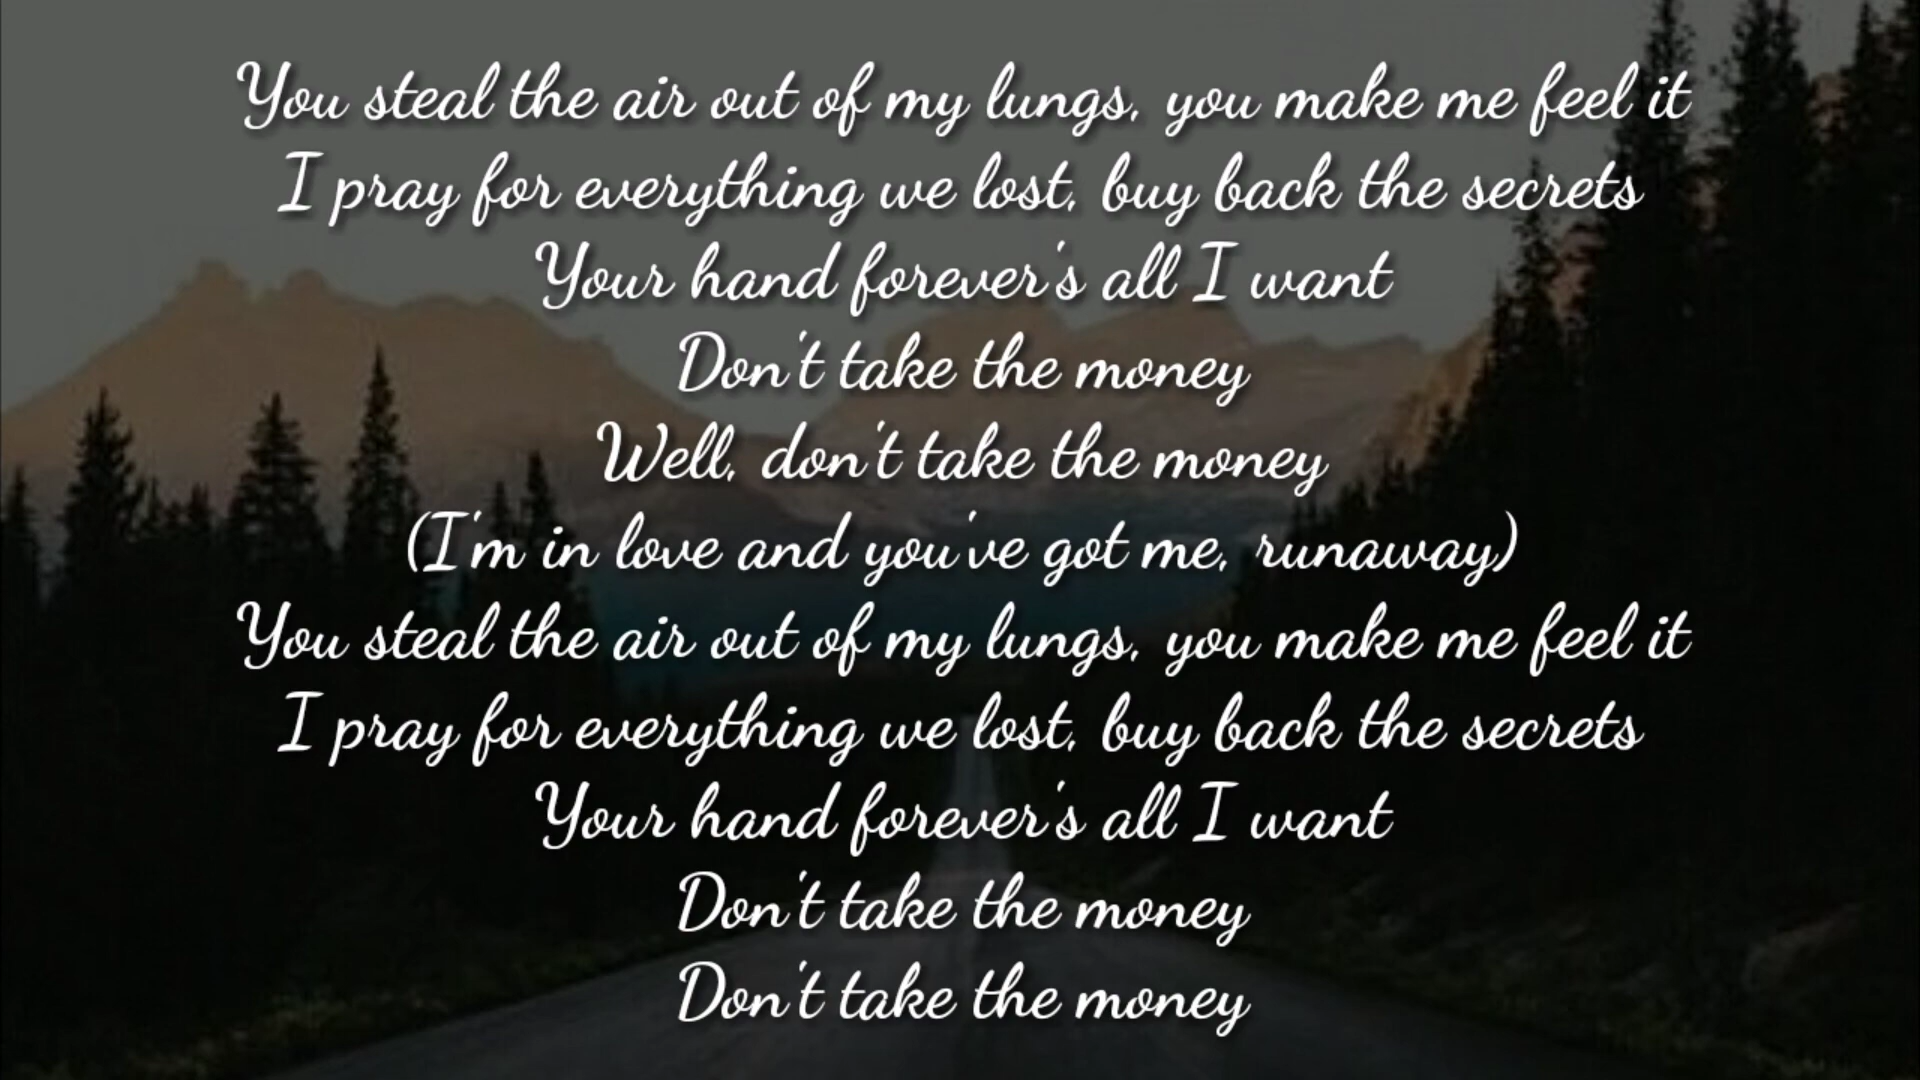 You steal the air out of my lungs, you make me feel it
I pray for everything we lost, buy back the secrets
Your hand forever's all I want
Don't take the money
Well, don't take the money
(I'm in love and you've got me, runaway)
You steal the air out of my lungs, you make me feel it
I pray for everything we lost, buy back the secrets
Your hand forever's all I want
Don't take the money
Don't take the money